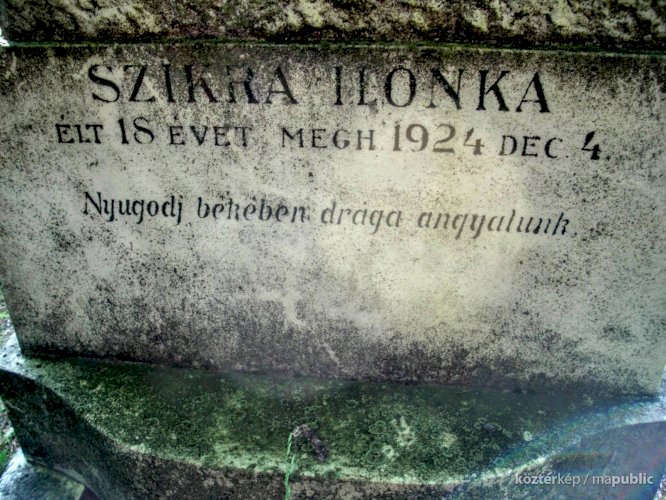 SZIKRA ILONKA
ÉLT 18 ÉVET MEGH. 1924 DEC. 4.
Nyugodj békében drága angyalunk.
köztérkép / mapublic